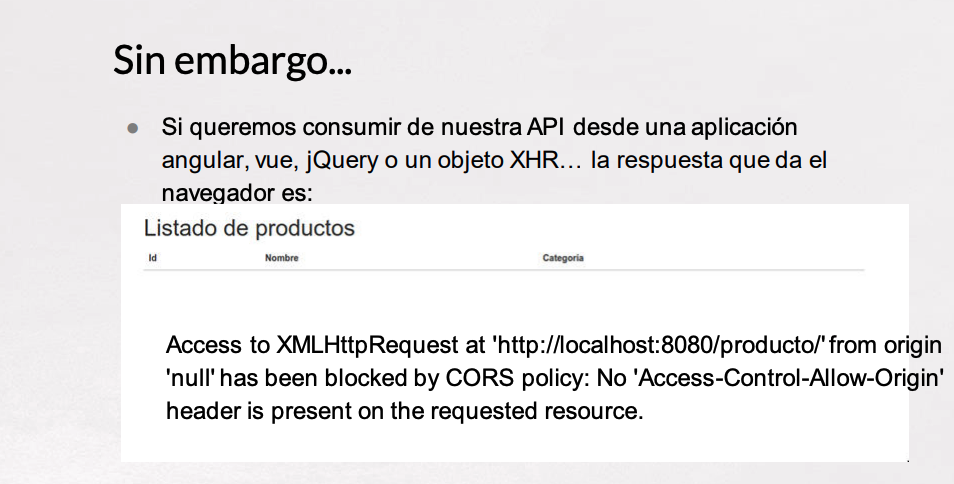 Sin embargo...
● Si queremos consumir de nuestra API desde una aplicación
angular, vue, jQuery o un objeto XHR… la respuesta que da el
navegador es:
Listado de productos
Id Nombre Categoria
Access to XMLHttpRequest at 'http://localhost:8080/producto/' from origin
'null' has been blocked by CORS policy: No 'Access-Control-Allow-Origin'
header is present on the requested resource.